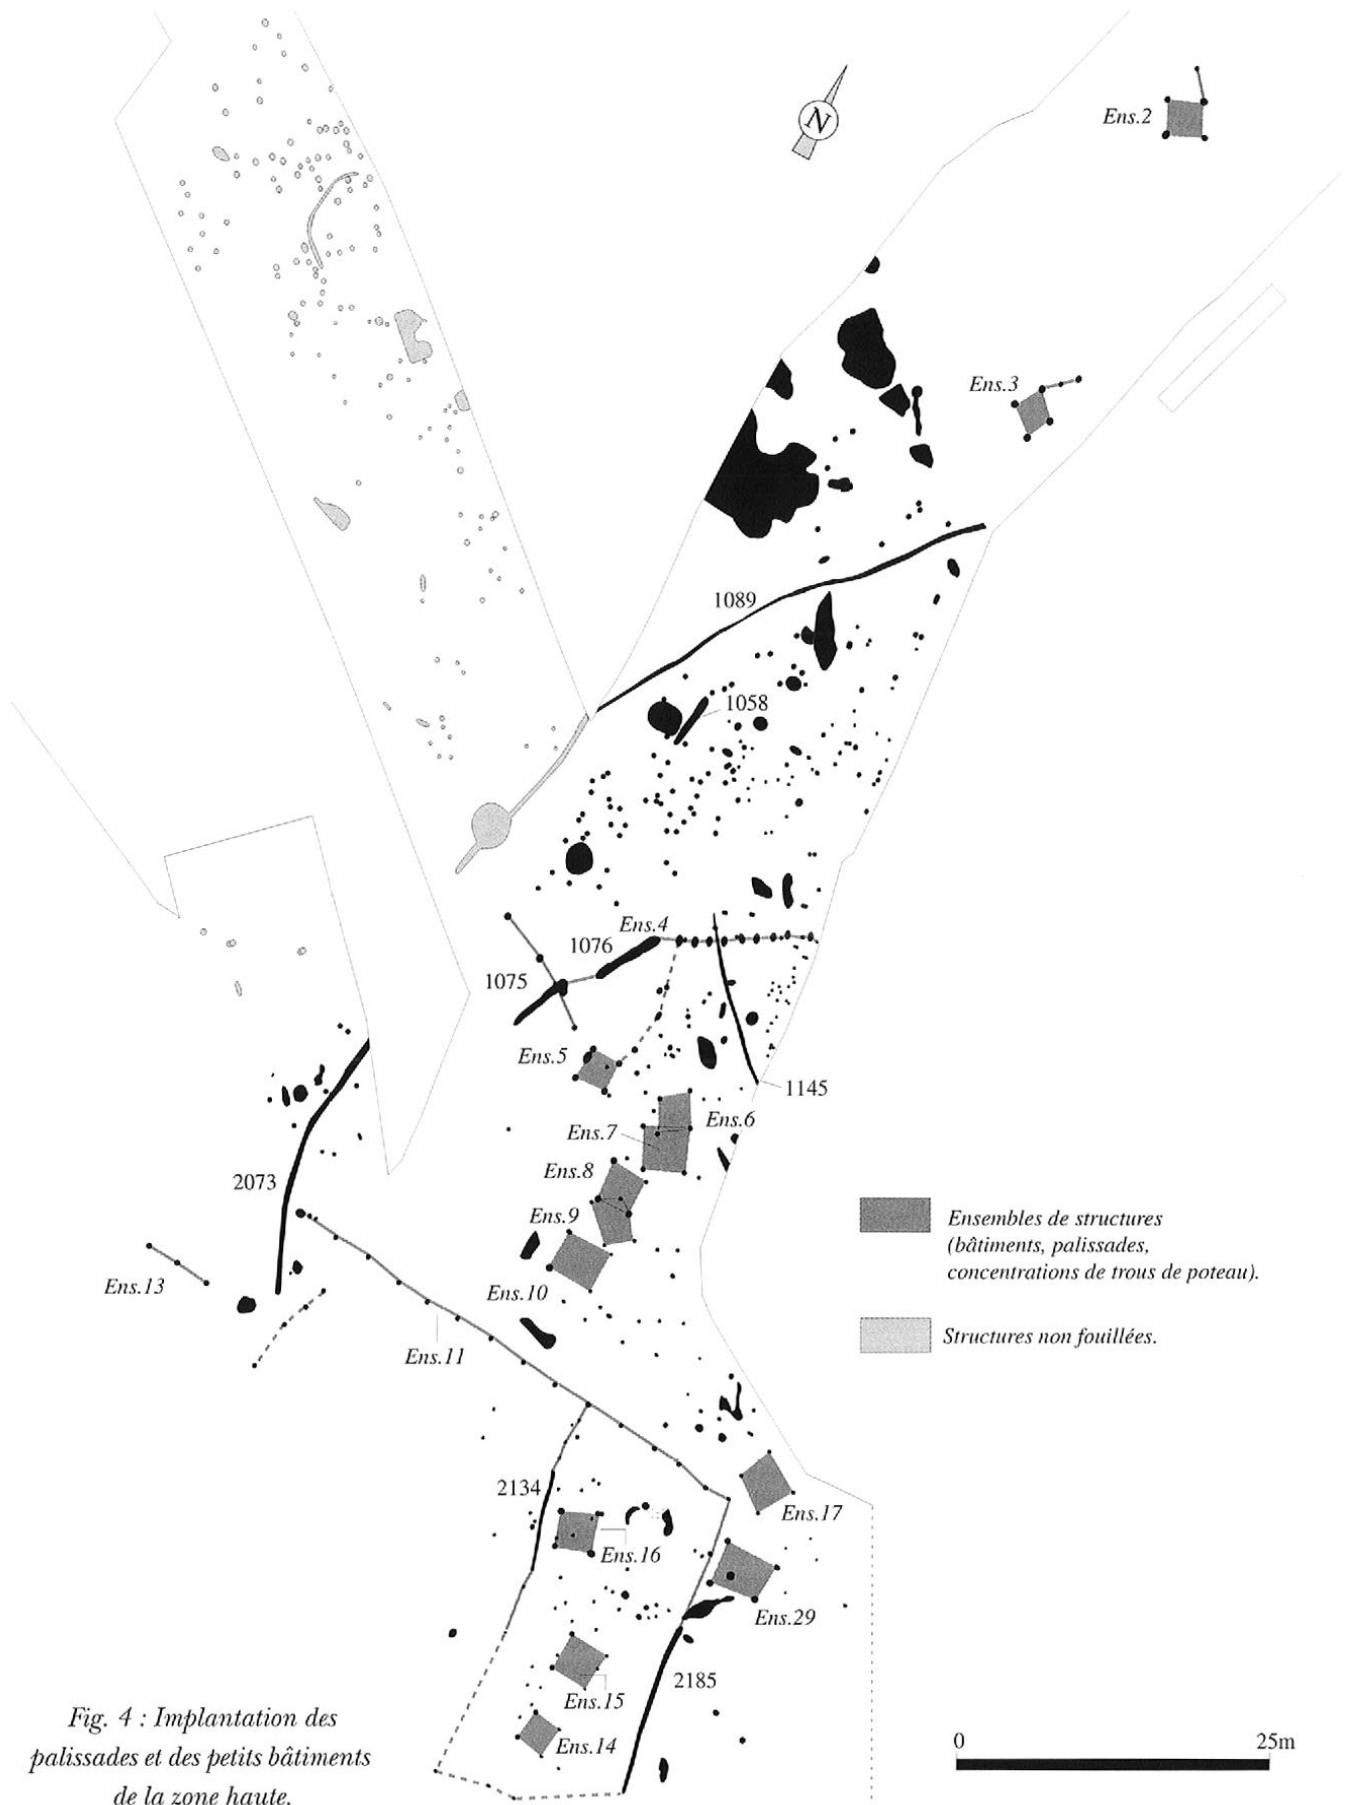 N
Ens.2
Ens.3
1089
1058
Ens.4
1076
1075
Ens.5
1145
Ens.6
Ens.7
Ens.8
2073
Ens.9
Ens.13
Ens.10
Ens.11
Ensembles de structures
(bâtiments, palissades,
concentrations de trous de poteau).
Structures non fouillées.
2134
Ens.17
Ens.16
Ens.29
2185
Ens.15
Ens.14
Fig. 4 : Implantation des
palissades et des petits bâtiments
de la zone haute.
0 25m